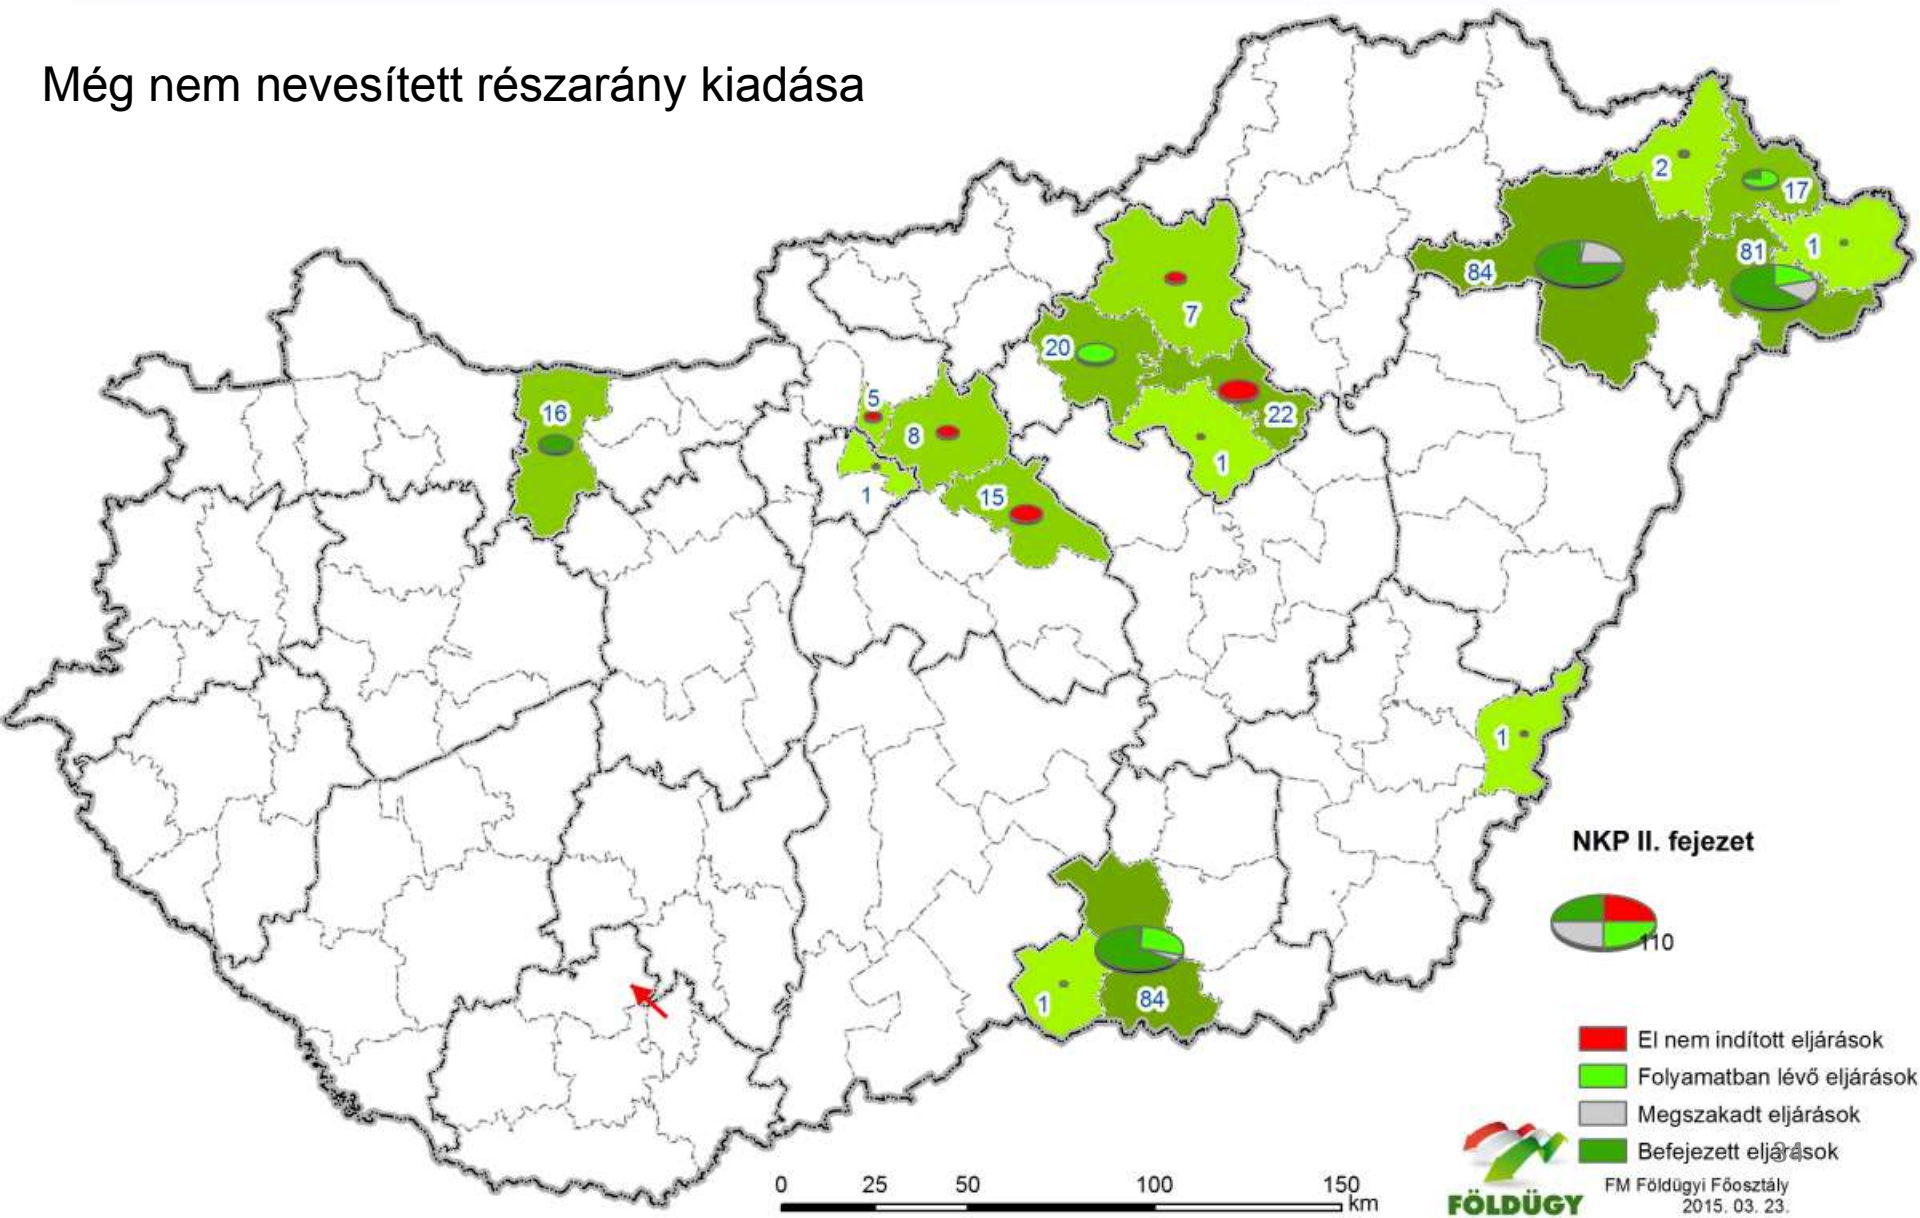 Még nem nevesített részarány kiadása
2
17
81
1
84
7
20
22
1
5
16
8
15
1
1
1
84
NKP II. fejezet
110
El nem indított eljárások
Folyamatban lévő eljárások
Megszakadt eljárások
Befejezett eljárások
34
0 25 50 100 150
km
FÖLDÜGY
FM Földügyi Főosztály
2015. 03. 23.